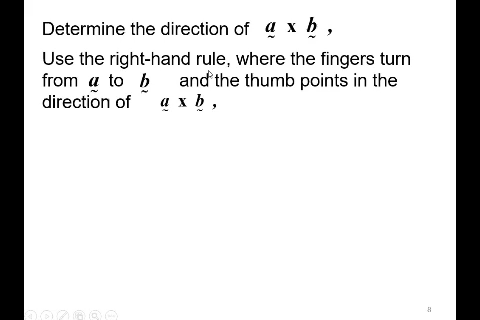 Determine the direction of a x b ,
Use the right-hand rule, where the fingers turn
from a to b and the thumb points in the
direction of a x b ,
8